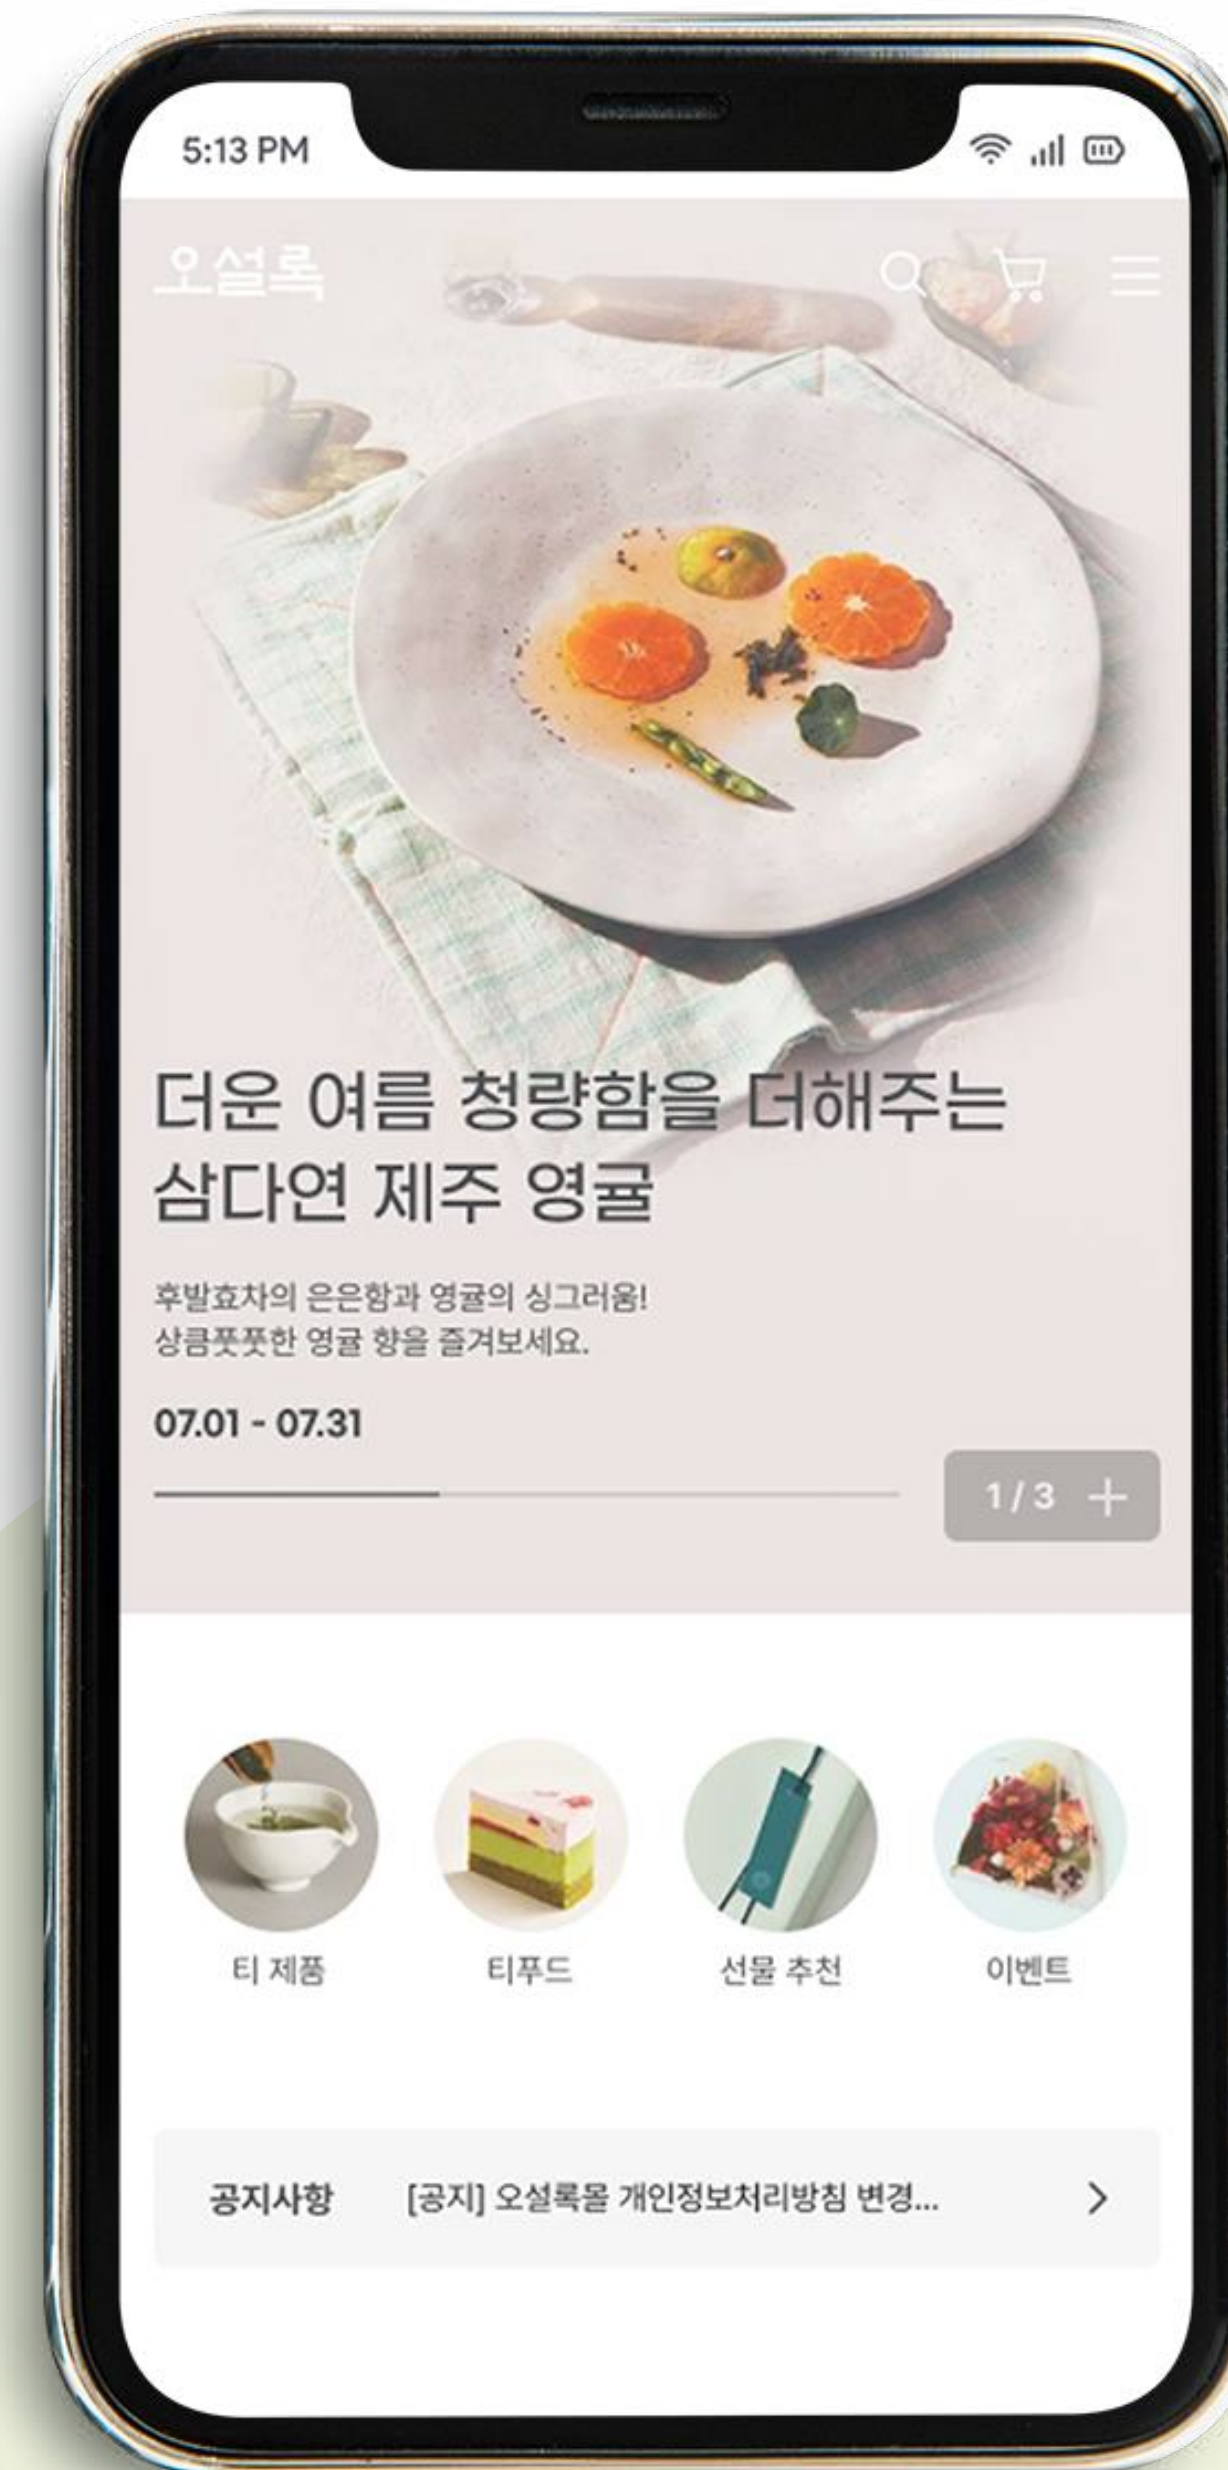 5:13 PM
오설록
더운 여름 청량함을 더해주는
삼다연 제주 영귤
후발효차의 은은함과 영귤의 싱그러움!
상큼풋풋한 영귤 향을 즐겨보세요.
07.01 - 07.31
1 / 3 +
티 제품
티푸드
선물 추천
이벤트
공지사항 [공지] 오설록몰 개인정보처리방침 변경...